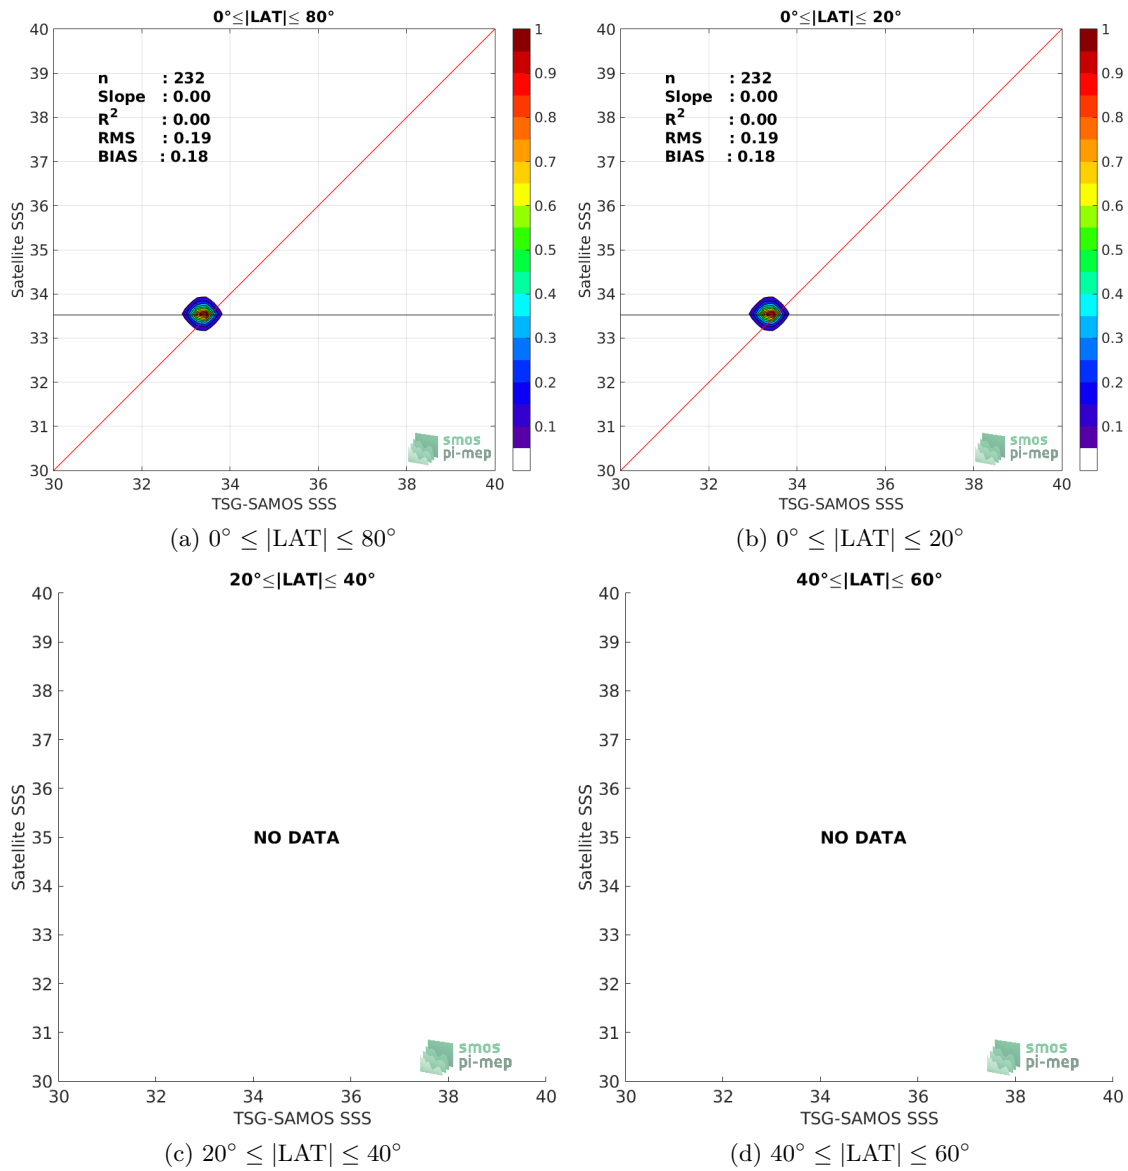 0°≤|LAT|≤ 80°
40
39
38
37
36
35
34
33
32
31
30
30 32 34 36 38 40
Satellite SSS
TSG-SAMOS SSS
n : 232
Slope : 0.00
R² : 0.00
RMS : 0.19
BIAS : 0.18
smos
pi-mep
1
0.9
0.8
0.7
0.6
0.5
0.4
0.3
0.2
0.1
(a) 0° ≤ |LAT| ≤ 80°
0°≤|LAT|≤ 20°
40
39
38
37
36
35
34
33
32
31
30
30 32 34 36 38 40
Satellite SSS
TSG-SAMOS SSS
n : 232
Slope : 0.00
R² : 0.00
RMS : 0.19
BIAS : 0.18
smos
pi-mep
1
0.9
0.8
0.7
0.6
0.5
0.4
0.3
0.2
0.1
(b) 0° ≤ |LAT| ≤ 20°
20°≤|LAT|≤ 40°
40
39
38
37
36
35
34
33
32
31
30
30 32 34 36 38 40
Satellite SSS
TSG-SAMOS SSS
NO DATA
smos
pi-mep
(c) 20° ≤ |LAT| ≤ 40°
40°≤|LAT|≤ 60°
40
39
38
37
36
35
34
33
32
31
30
30 32 34 36 38 40
Satellite SSS
TSG-SAMOS SSS
NO DATA
smos
pi-mep
(d) 40° ≤ |LAT| ≤ 60°